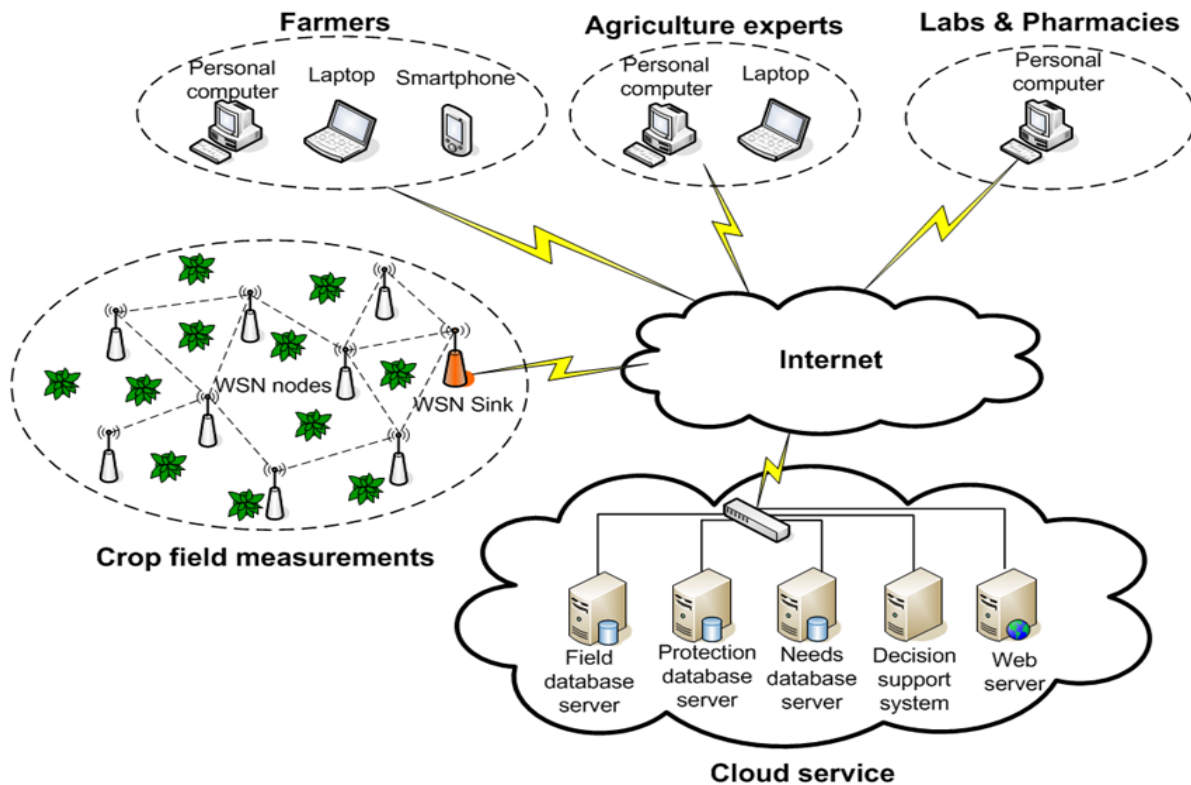 Farmers
Personal
computer
Laptop
Smartphone
Agriculture experts
Personal
computer
Laptop
Labs & Pharmacies
Personal
computer
WSN nodes
WSN Sink
Crop field measurements
Internet
Field
database
server
Protection
database
server
Needs
database
server
Decision
support
system
Web
server
Cloud service